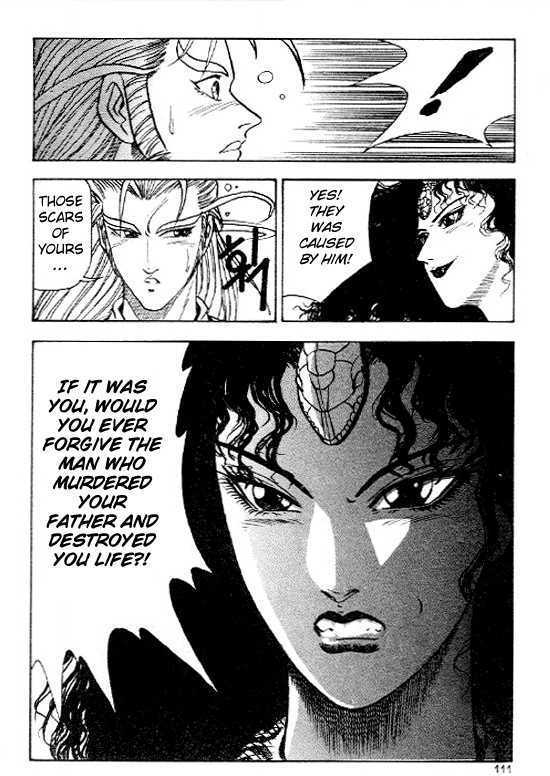 !
THOSE
SCARS
OF
YOURS
...
YES!
THEY
WAS
CAUSED
BY HIM!
IF IT WAS
YOU, WOULD
YOU EVER
FORGIVE THE
MAN WHO
MURDERED
YOUR
FATHER AND
DESTROYED
YOU LIFE?!
111